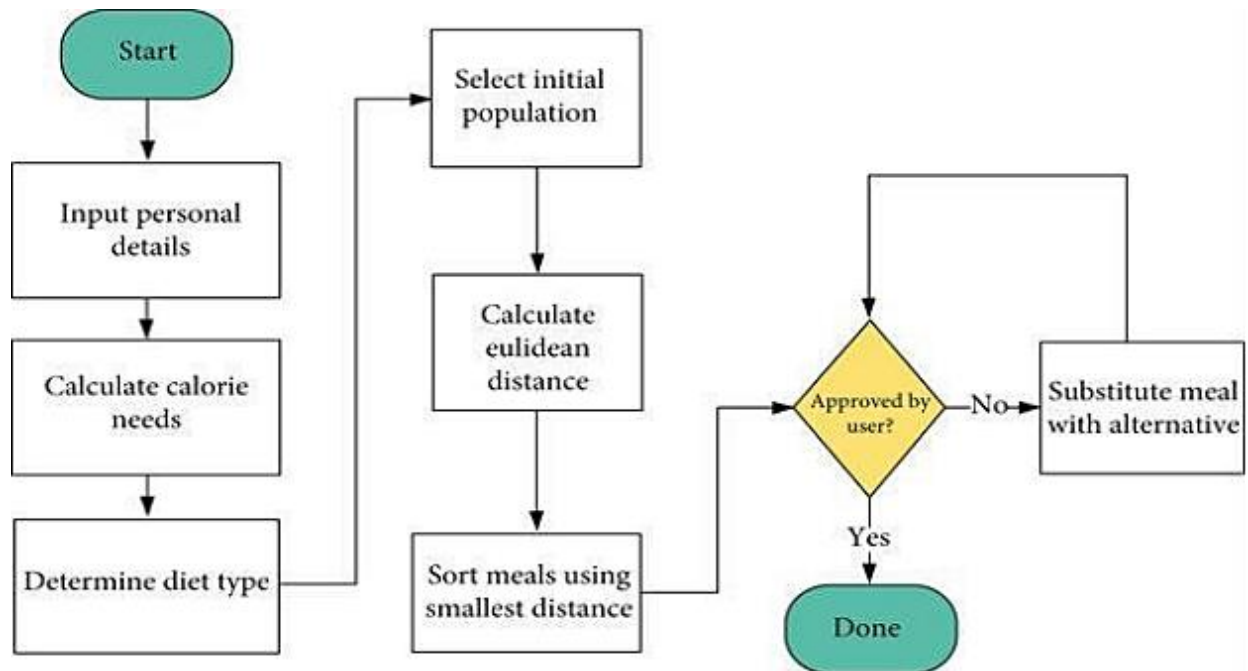 Start
Input personal
details
Calculate calorie
needs
Determine diet type
Select initial
population
Calculate
eulidean
distance
Sort meals using
smallest distance
Approved by
user?
No
Substitute meal
with alternative
Yes
Done